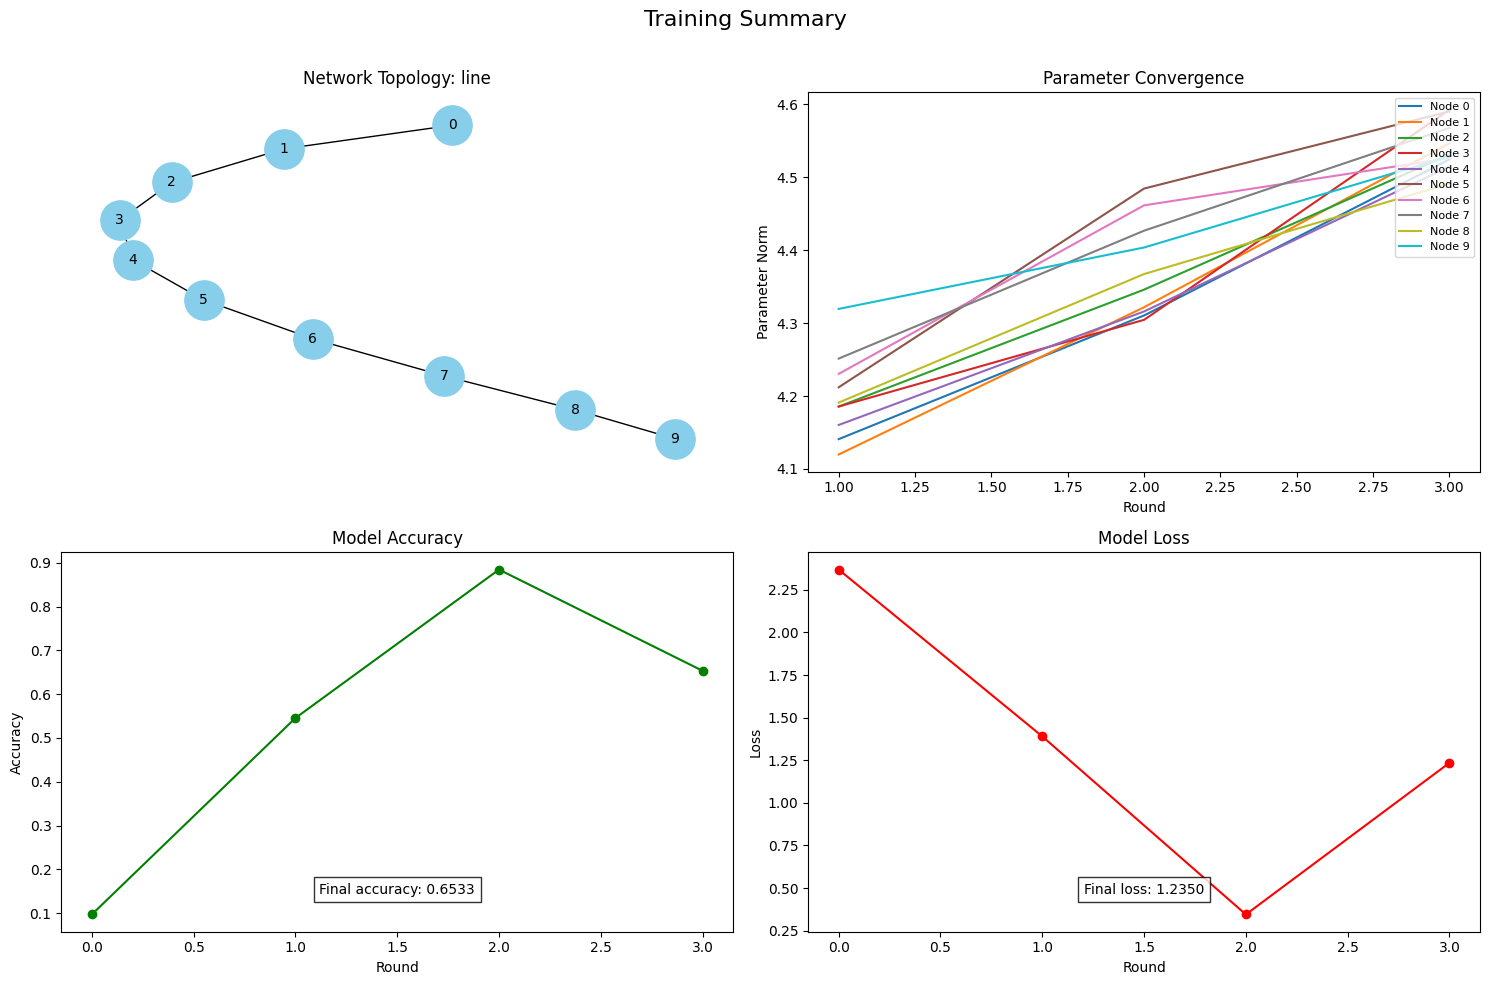 Training Summary
Network Topology: line
0
1
2
3
4
5
6
7
8
9
Parameter Convergence
Parameter Norm
4.6
4.5
4.4
4.3
4.2
4.1
Node 0
Node 1
Node 2
Node 3
Node 4
Node 5
Node 6
Node 7
Node 8
Node 9
1.00 1.25 1.50 1.75 2.00 2.25 2.50 2.75 3.00
Round
Model Accuracy
Accuracy
0.9
0.8
0.7
0.6
0.5
0.4
0.3
0.2
0.1
Final accuracy: 0.6533
0.0 0.5 1.0 1.5 2.0 2.5 3.0
Round
Model Loss
Loss
2.25
2.00
1.75
1.50
1.25
1.00
0.75
0.50
0.25
Final loss: 1.2350
0.0 0.5 1.0 1.5 2.0 2.5 3.0
Round